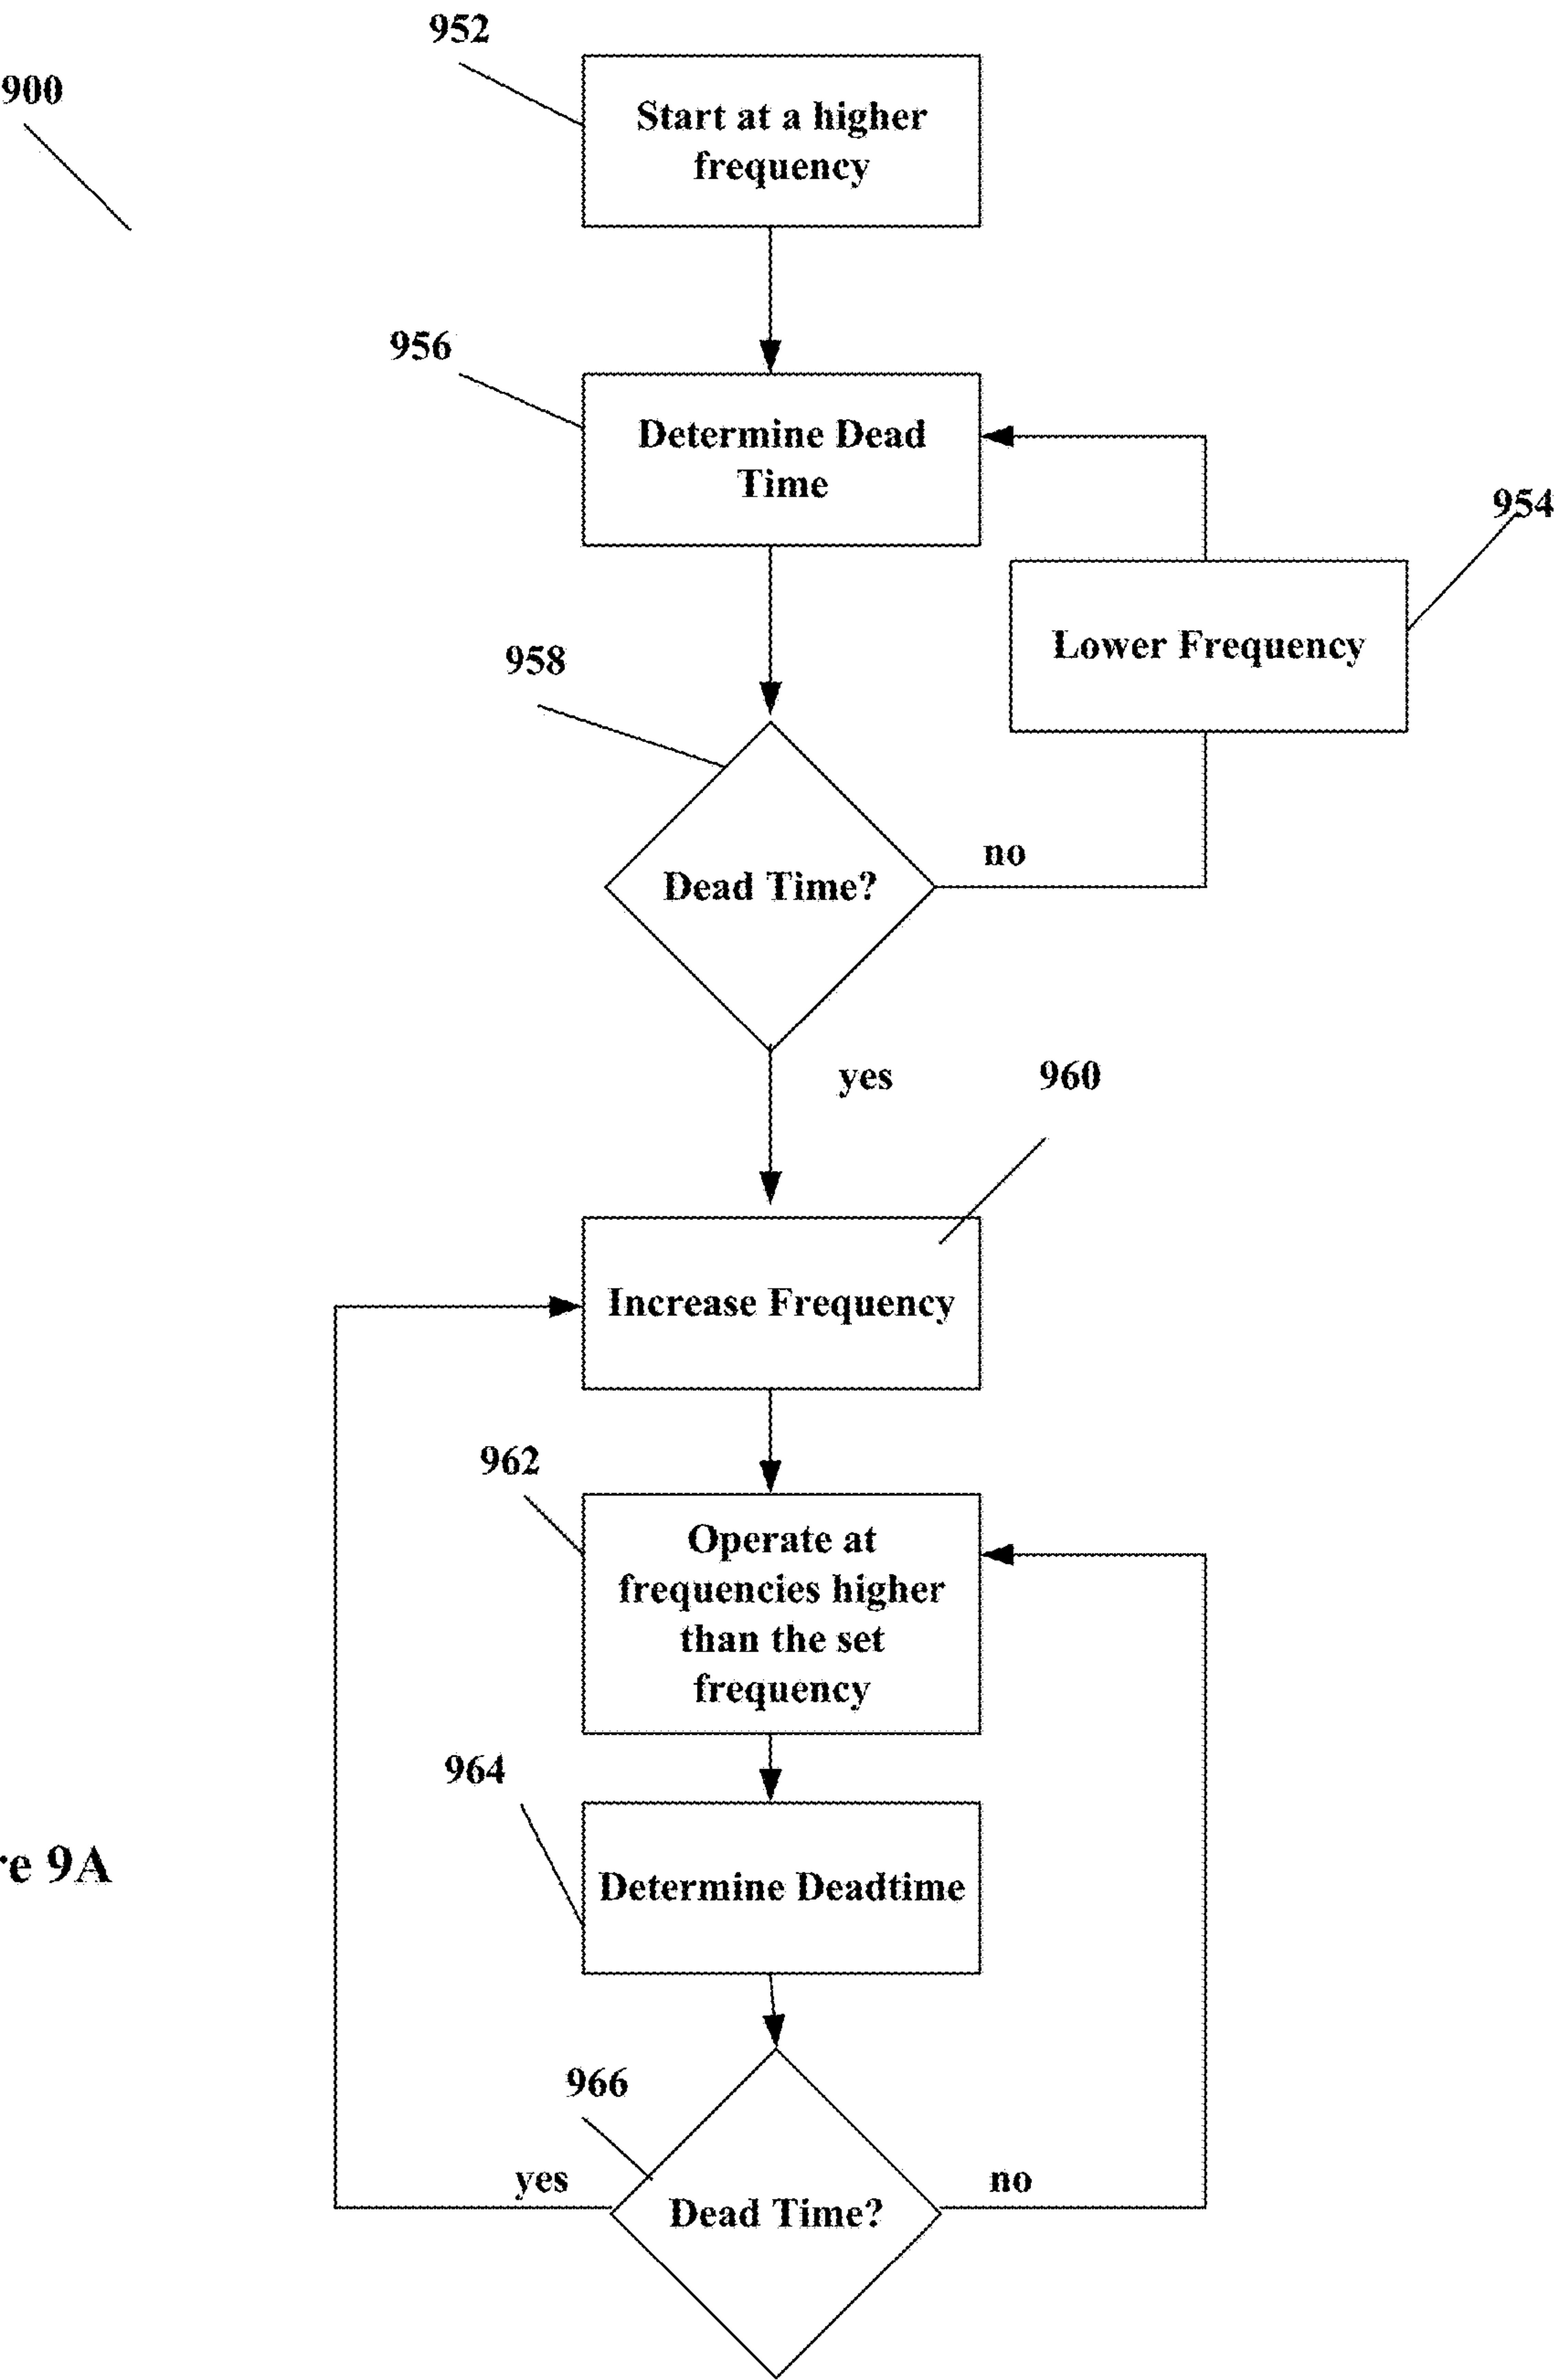 952
900
Start at a higher
frequency
956
Determine Dead
Time
954
Lower Frequency
958
no
Dead Time?
yes
960
Increase Frequency
962
Operate at
frequencies higher
than the set
frequency
964
re 9A
Determine Deadtime
966
yes
no
Dead Time?